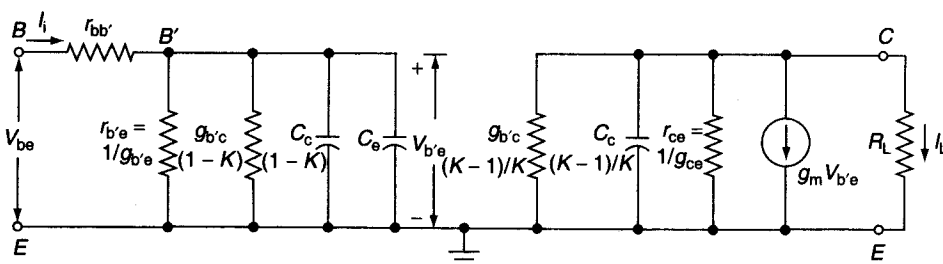 B
I_i
r_bb′
B′
V_be
r_b′e =
1/g_b′e
g_b′c
(1 – K)
C_c
(1 – K)
C_e
+
V_b′e
–
g_b′c
(K – 1)/K
C_c
(K – 1)/K
r_ce =
1/g_ce
g_m V_b′e
C
R_L
I_L
E
E